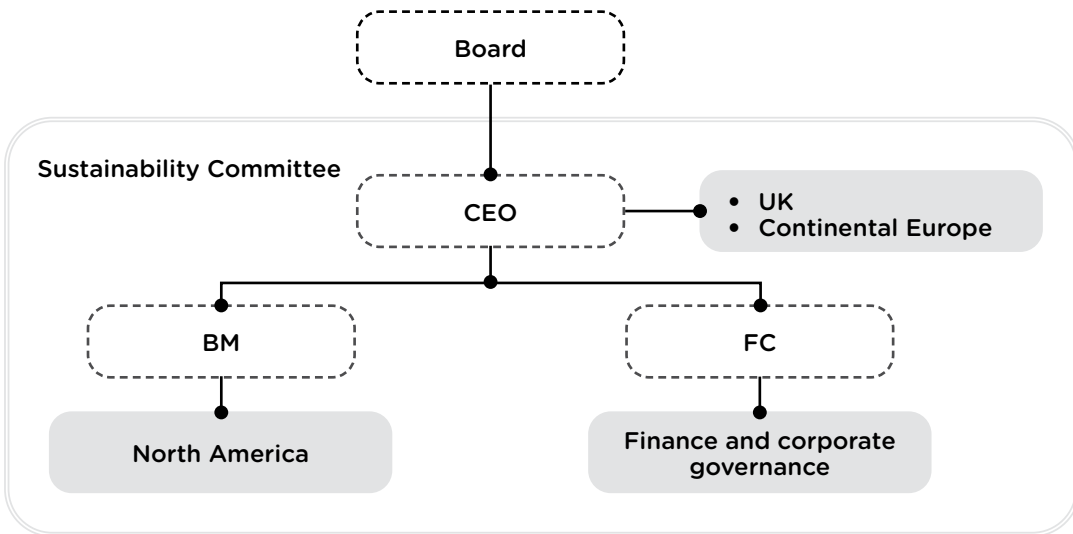 Board
Sustainability Committee
CEO
• UK
• Continental Europe
BM
FC
North America
Finance and corporate
governance